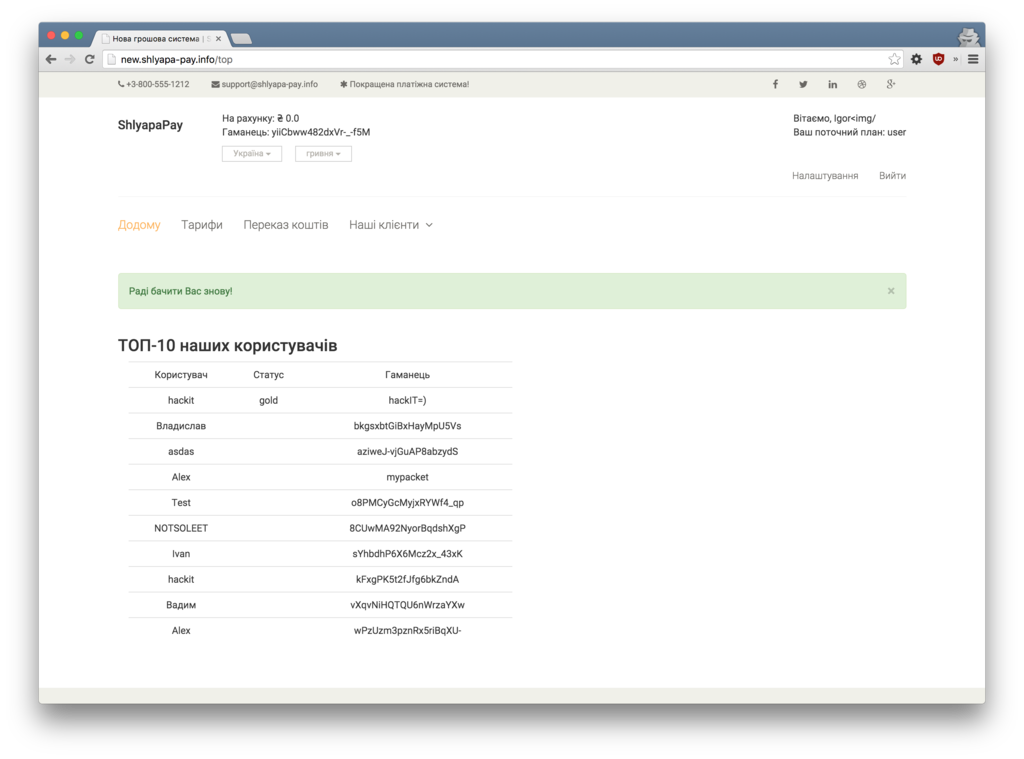 Нова грошова система |
new.shlyapa-pay.info/top
+3-800-555-1212 support@shlyapa-pay.info Покращена платіжна система!
ShlyapaPay
На рахунку: ₴ 0.0
Гаманець: yiiCbww482dxVr-_-f5M
Україна гривня
Вітаємо, Igor<img/
Ваш поточний план: user
Налаштування Вийти
Додому Тарифи Переказ коштів Наші клієнти
Раді бачити Вас знову! ×
ТОП-10 наших користувачів
Користувач Статус Гаманець
hackit gold hackIT=)
Владислав bkgsxbtGiBxHayMpU5Vs
asdas aziweJ-vjGuAP8abzydS
Alex mypacket
Test o8PMCyGcMyjxRYWf4_qp
NOTSOLEET 8CUwMA92NyorBqdshXgP
Ivan sYhbdhP6X6Mcz2x_43xK
hackit kFxgPK5t2fJfg6bkZndA
Вадим vXqvNiHQTQU6nWrzaYXw
Alex wPzUzm3pznRx5riBqXU-